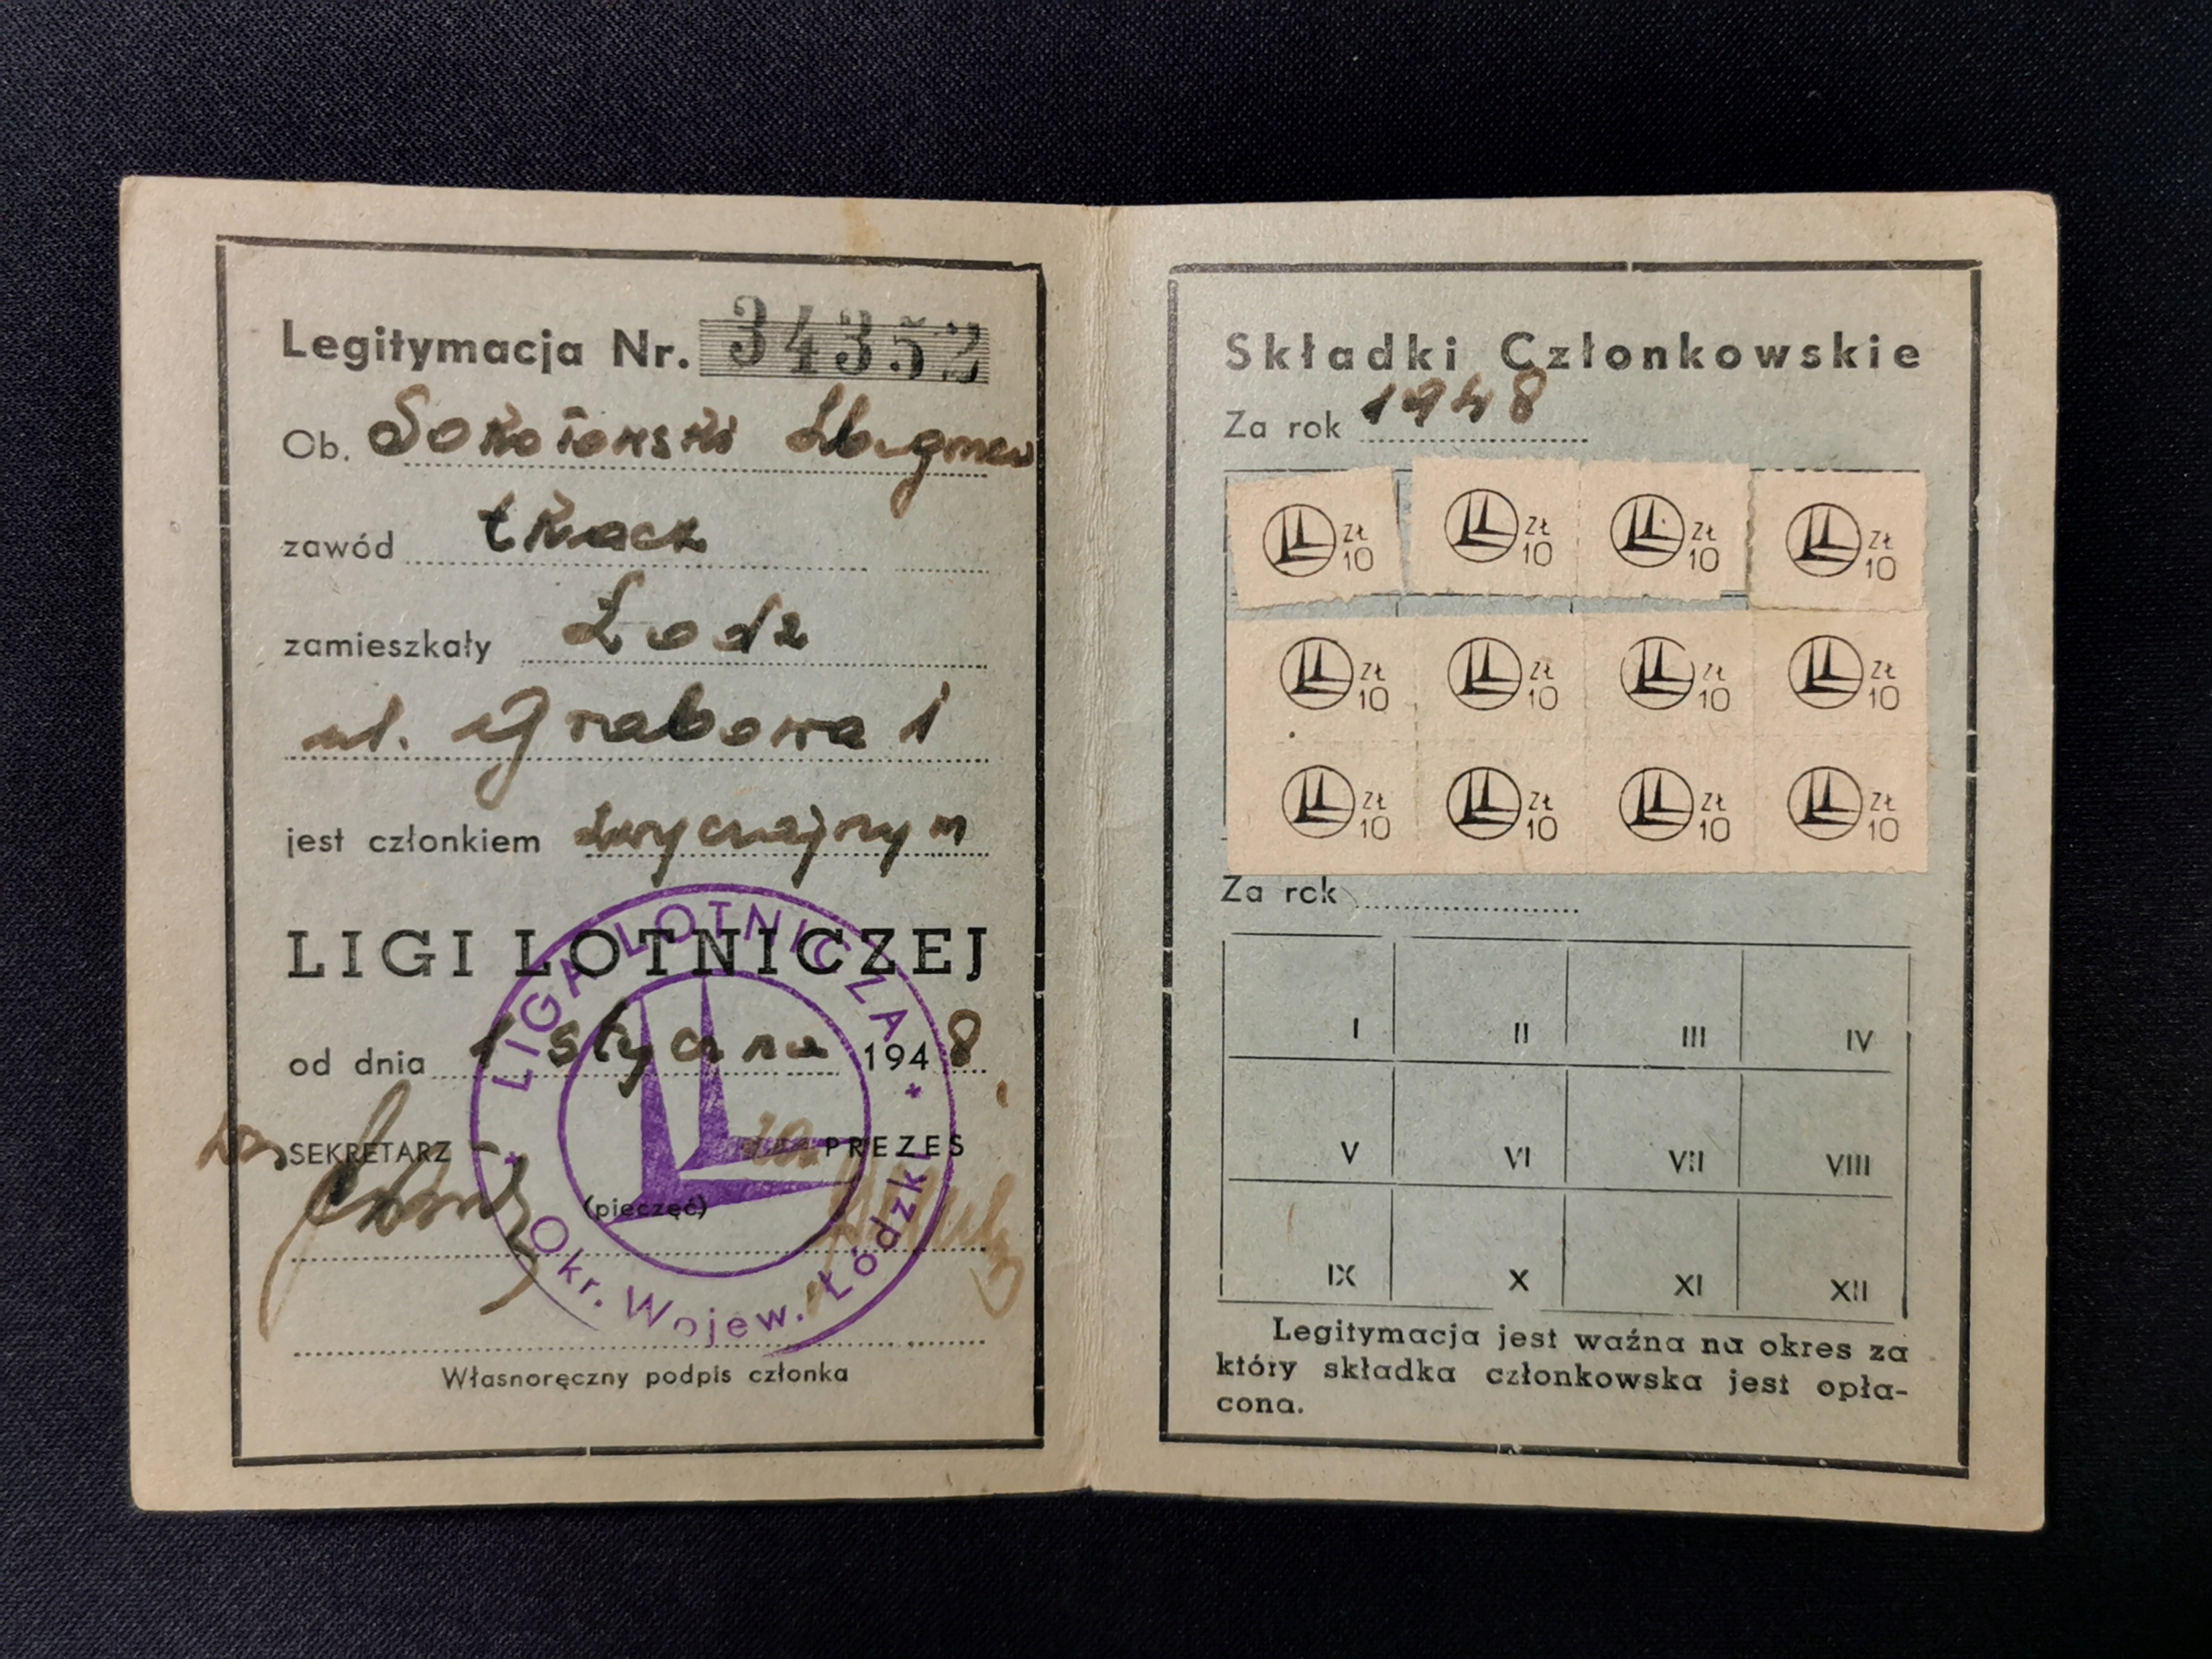 Legitymacja Nr. 34352
Ob. Sokołowski Zbigniew
zawód tkacz
zamieszkały Łodz
ul. Grabowa 1
jest członkiem zwyczajnym
LIGI LOTNICZEJ
od dnia 1 styczna 1948
SEKRETARZ za PREZES
(pieczęć)
Własnoręczny podpis członka
LIGA LOTNICZA
Okr. Wojew. Łódzki
Składki Członkowskie
Za rok 1948
ZŁ 10 ZŁ 10 ZŁ 10 ZŁ 10
ZŁ 10 ZŁ 10 ZŁ 10 ZŁ 10
ZŁ 10 ZŁ 10 ZŁ 10 ZŁ 10
Za rok
I II III IV
V VI VII VIII
IX X XI XII
Legitymacja jest ważna na okres za
który składka członkowska jest opła-
cona.